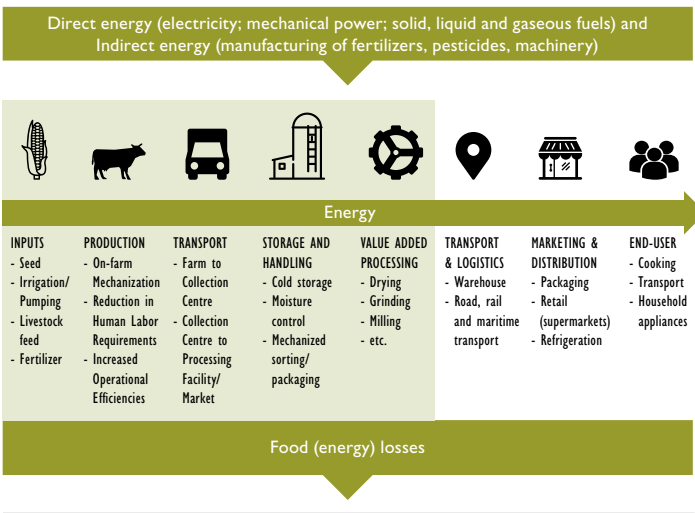 Direct energy (electricity; mechanical power; solid, liquid and gaseous fuels) and
Indirect energy (manufacturing of fertilizers, pesticides, machinery)
Energy
INPUTS
- Seed
- Irrigation/
Pumping
- Livestock
feed
- Fertilizer
PRODUCTION
- On-farm
Mechanization
- Reduction in
Human Labor
Requirements
- Increased
Operational
Efficiencies
TRANSPORT
- Farm to
Collection
Centre
- Collection
Centre to
Processing
Facility/
Market
STORAGE AND
HANDLING
- Cold storage
- Moisture
control
- Mechanized
sorting/
packaging
VALUE ADDED
PROCESSING
- Drying
- Grinding
- Milling
- etc.
TRANSPORT
& LOGISTICS
- Warehouse
- Road, rail
and maritime
transport
MARKETING &
DISTRIBUTION
- Packaging
- Retail
(supermarkets)
- Refrigeration
END-USER
- Cooking
- Transport
- Household
appliances
Food (energy) losses